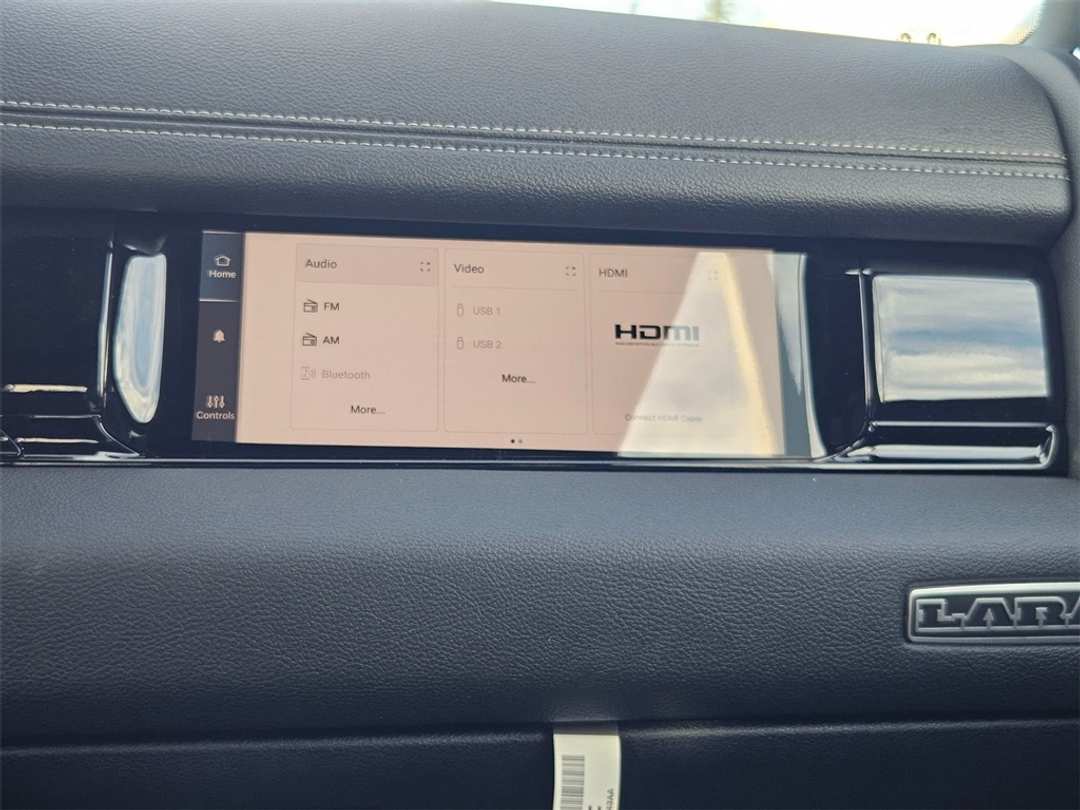 Home
Controls
Audio
FM
AM
Bluetooth
More...
Video
USB 1
USB 2
More...
HDMI
HDMI
Connect HDMI Cable
LARA